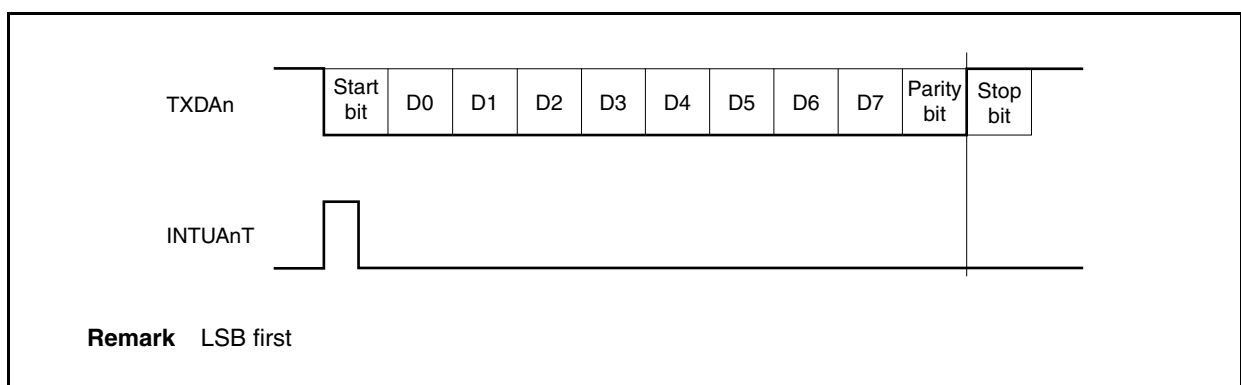 TXDAn
Start bit
D0
D1
D2
D3
D4
D5
D6
D7
Parity bit
Stop bit
INTUAnT
Remark LSB first